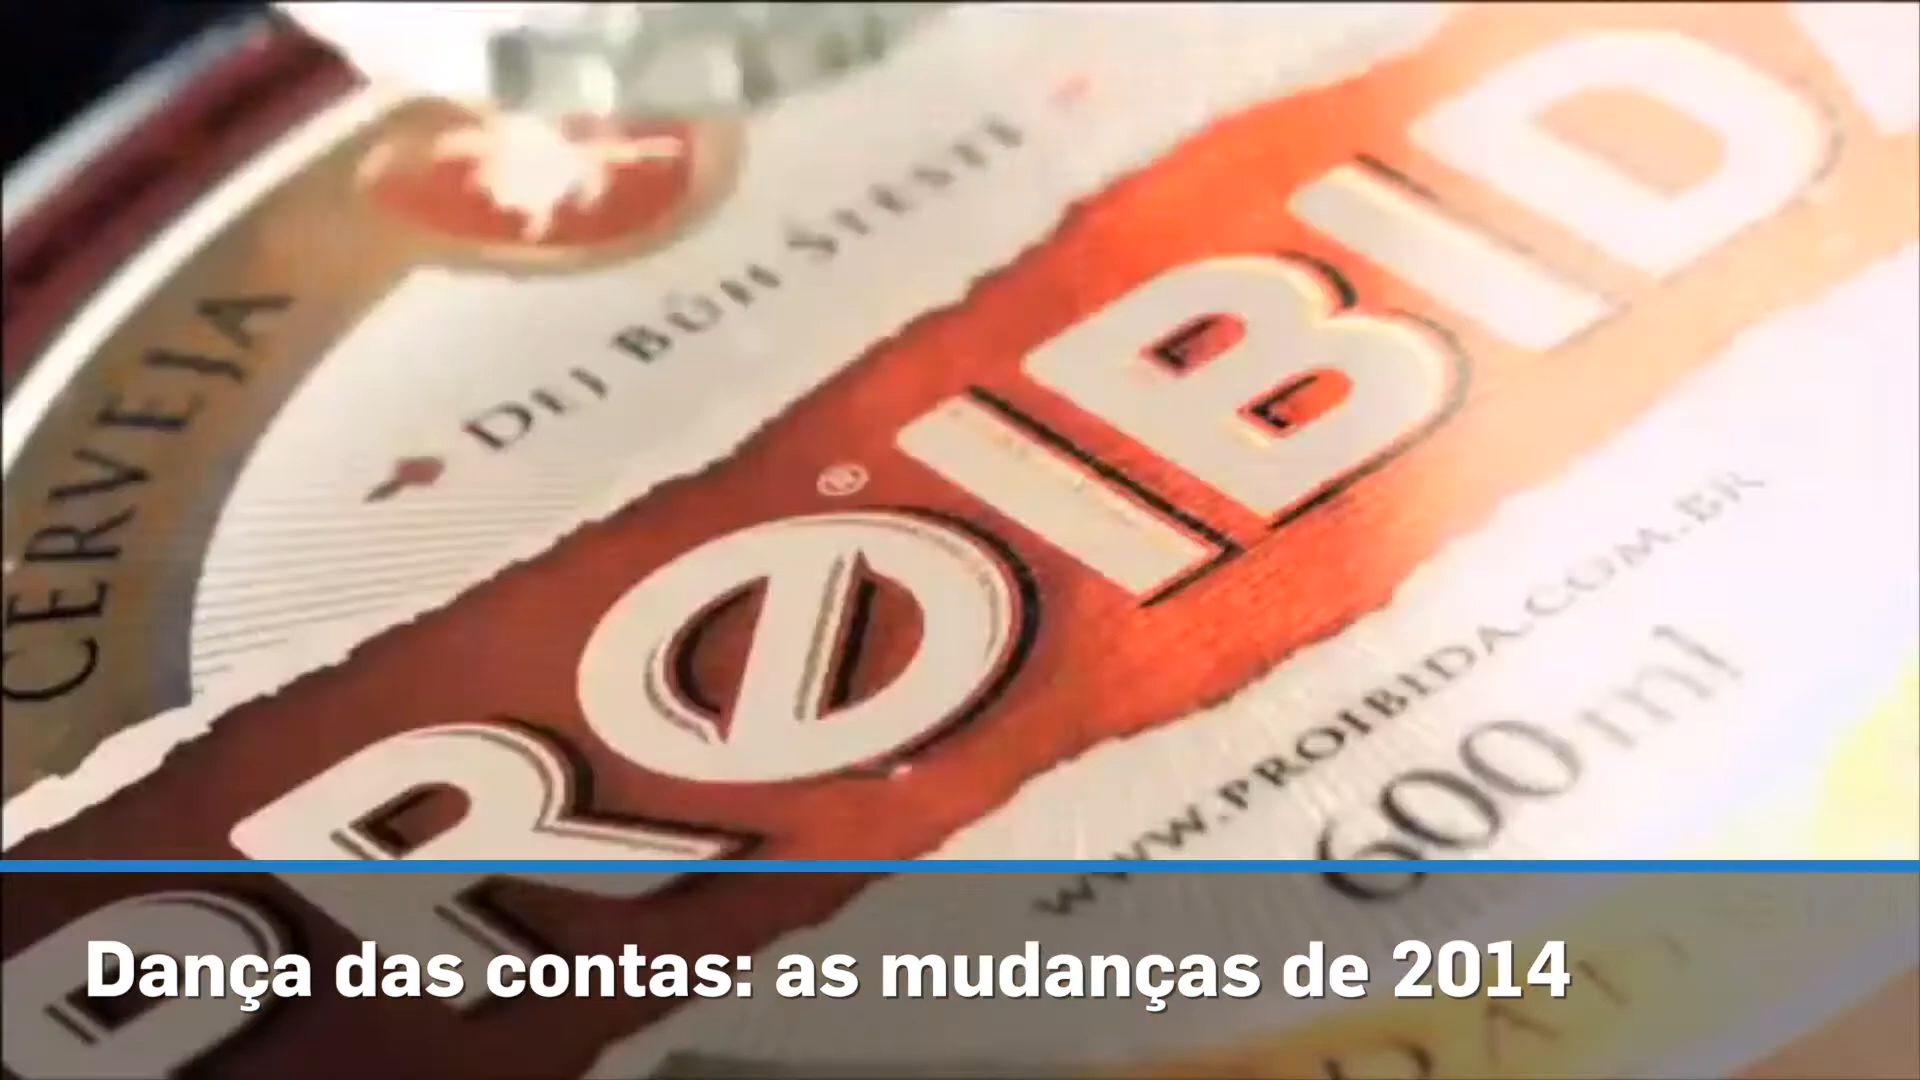 CERVEJA
PROIBID
®
WWW.PROIBIDA.COM.BR
600 ml
Dança das contas: as mudanças de 2014